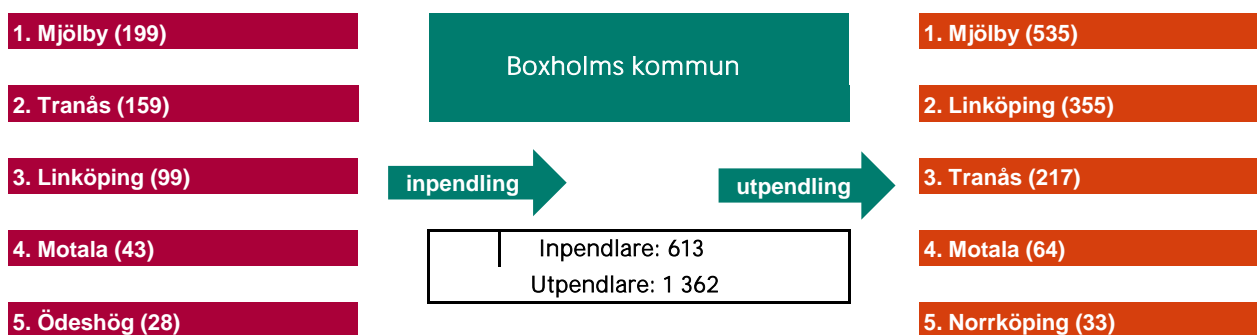 1. Mjölby (199)
2. Tranås (159)
3. Linköping (99)
4. Motala (43)
5. Ödeshög (28)
Boxholms kommun
inpendling
utpendling
Inpendlare: 613
Utpendlare: 1 362
1. Mjölby (535)
2. Linköping (355)
3. Tranås (217)
4. Motala (64)
5. Norrköping (33)